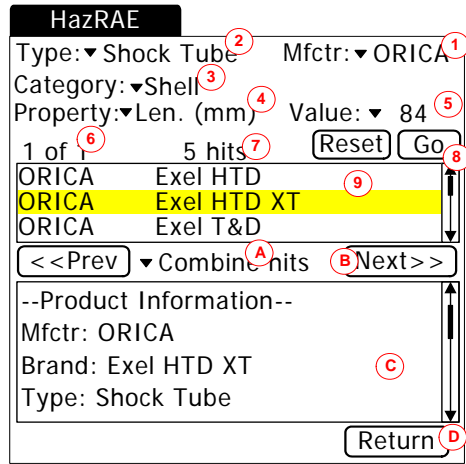 HazRAE
Type: Shock Tube 2 Mfctr: ORICA 1
Category: Shell 3
Property: Len. (mm) 4 Value: 84 5
6 7 Reset Go 8
1 of 1 5 hits
ORICA Exel HTD 9
ORICA Exel HTD XT
ORICA Exel T&D
<<Prev Combine hits A B Next>>
--Product Information--
Mfctr: ORICA
Brand: Exel HTD XT C
Type: Shock Tube
Return D